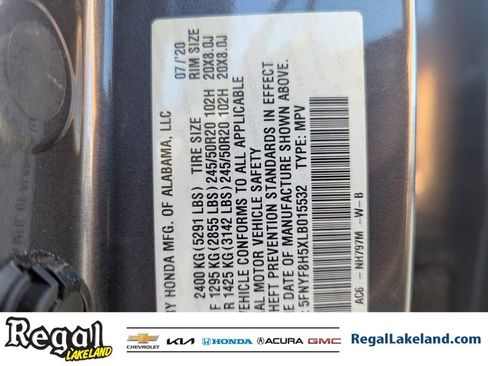 BY HONDA MFG. OF ALABAMA, LLC 07/'20
TIRE SIZE RIM SIZE
2400 KG (5291 LBS)
F 1295 KG (2855 LBS) 245/50R20 102H 20X8.0J
R 1425 KG (3142 LBS) 245/50R20 102H 20X8.0J
VEHICLE CONFORMS TO ALL APPLICABLE
AL MOTOR VEHICLE SAFETY
THEFT PREVENTION STANDARDS IN EFFECT
DATE OF MANUFACTURE SHOWN ABOVE.
: 5FNYF8H5XLB015532 TYPE: MPV
AC6 - NH797M -W-B
Regal
LAKELAND
CHEVROLET KIA HONDA ACURA GMC
RegalLakeland.com